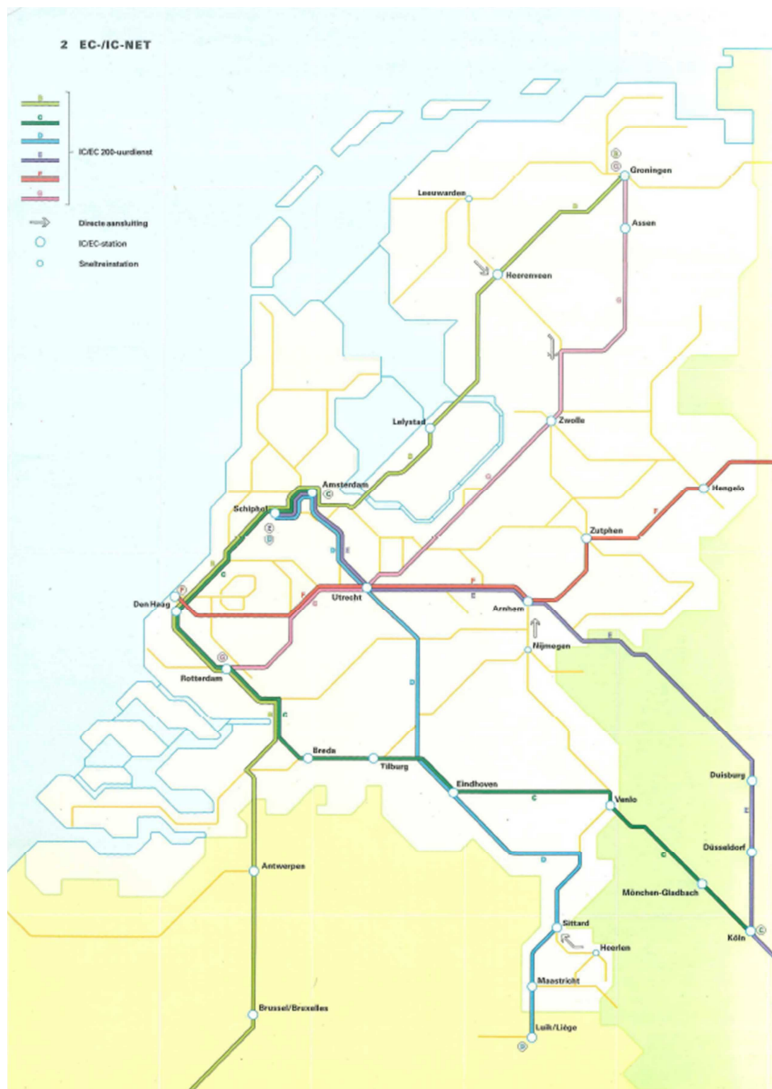 2 EC-/IC-NET
C
D
E
F
G
IC/EC 200-uurdienst
Directe aansluiting
IC/EC-station
Sneltreinstation
Groningen
Leeuwarden
Assen
Heerenveen
Lelystad
Zwolle
Amsterdam
Schiphol
Hengelo
Zutphen
Den Haag
Utrecht
Arnhem
Nijmegen
Rotterdam
Breda
Tilburg
Eindhoven
Venlo
Duisburg
Düsseldorf
Mönchen-Gladbach
Köln
Antwerpen
Sittard
Heerlen
Maastricht
Brussel/Bruxelles
Luik/Liège